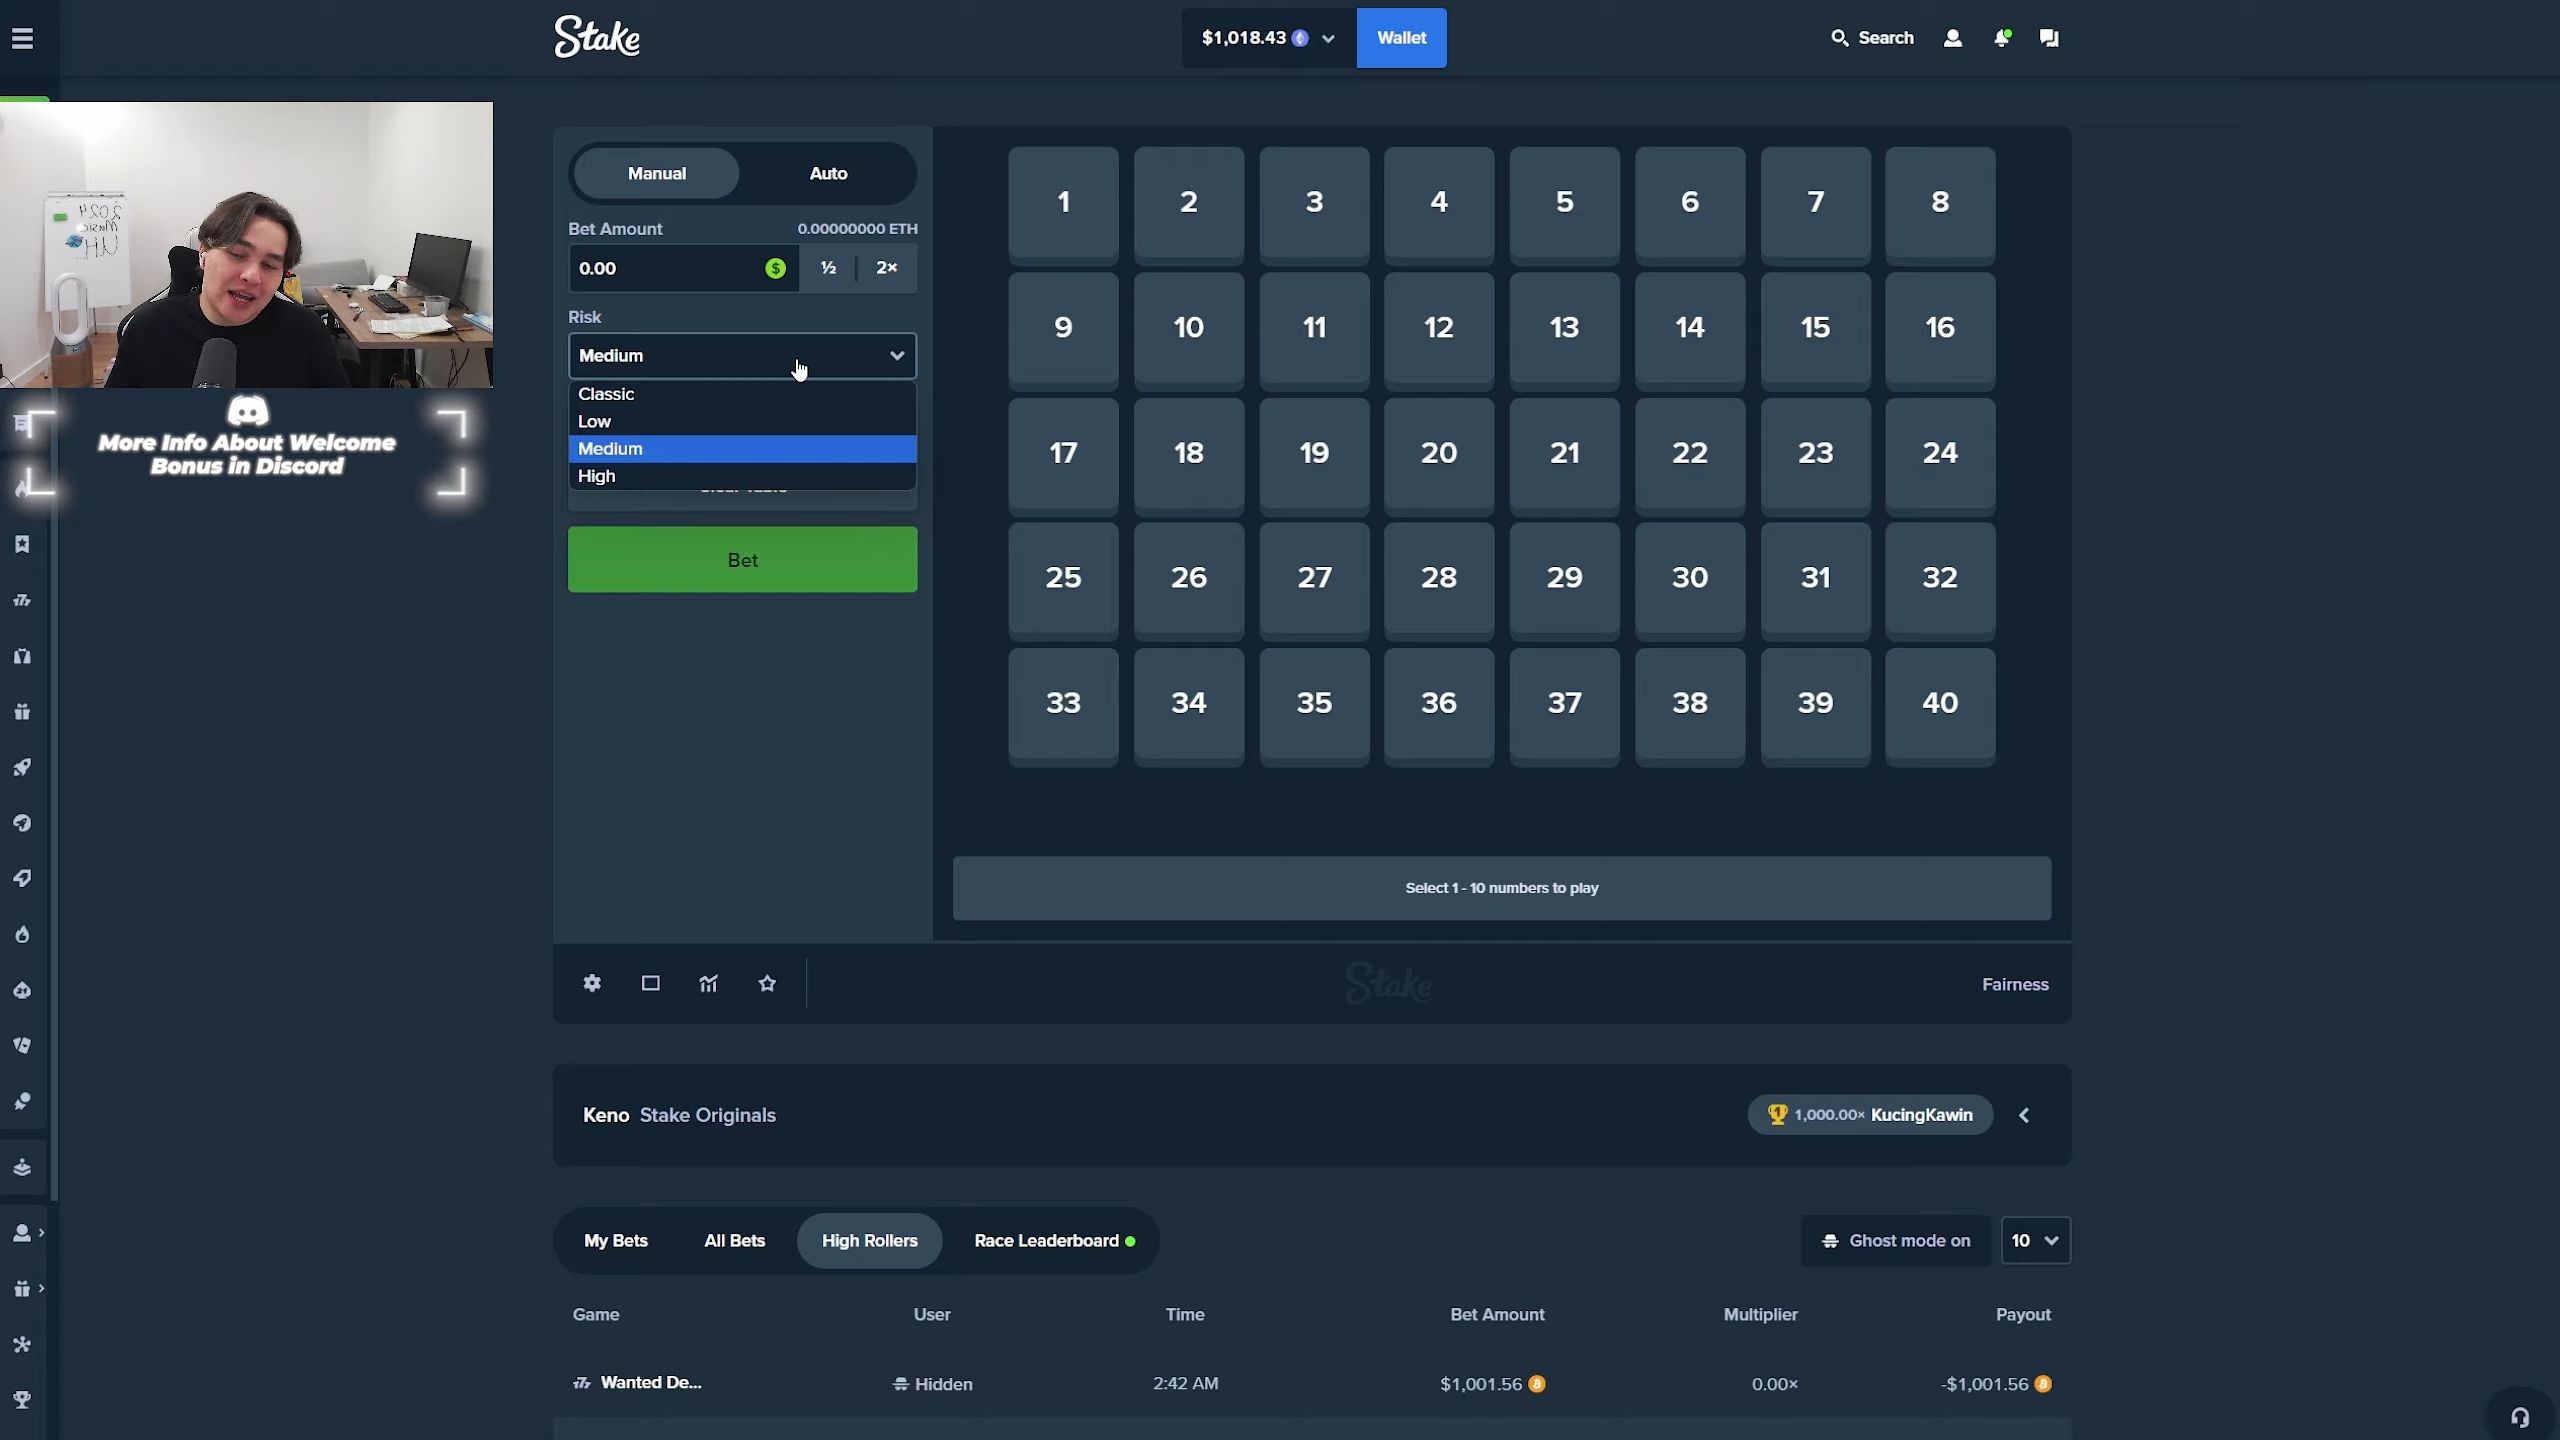 Stake
$1,018.43
Wallet
Search
2024
Music
Manual
Auto
Bet Amount
0.00000000 ETH
0.00
$
½
2×
Risk
Medium
Classic
Low
Medium
High
Bet
More Info About Welcome
Bonus in Discord
1 2 3 4 5 6 7 8
9 10 11 12 13 14 15 16
17 18 19 20 21 22 23 24
25 26 27 28 29 30 31 32
33 34 35 36 37 38 39 40
Select 1 - 10 numbers to play
Stake
Fairness
Keno Stake Originals
1,000.00× KucingKawin
My Bets
All Bets
High Rollers
Race Leaderboard
Ghost mode on
10
Game User Time Bet Amount Multiplier Payout
Wanted De... Hidden 2:42 AM $1,001.56 0.00× -$1,001.56